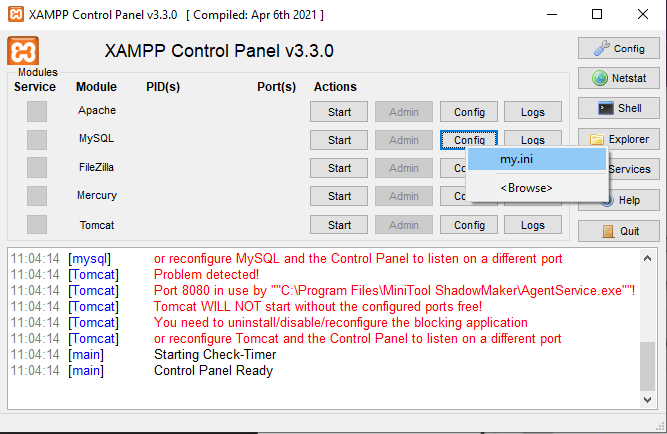 XAMPP Control Panel v3.3.0 [ Compiled: Apr 6th 2021 ]
XAMPP Control Panel v3.3.0
Config
Modules
Service Module PID(s) Port(s) Actions
Netstat
Apache Start Admin Config Logs
Shell
MySQL Start Admin Config Logs
Explorer
my.ini
FileZilla Start Admin Services
<Browse>
Mercury Start Admin Help
Tomcat Start Admin Config Logs
Quit
11:04:14 [mysql] or reconfigure MySQL and the Control Panel to listen on a different port
11:04:14 [Tomcat] Problem detected!
11:04:14 [Tomcat] Port 8080 in use by ""C:\Program Files\MiniTool ShadowMaker\AgentService.exe""!
11:04:14 [Tomcat] Tomcat WILL NOT start without the configured ports free!
11:04:14 [Tomcat] You need to uninstall/disable/reconfigure the blocking application
11:04:14 [Tomcat] or reconfigure Tomcat and the Control Panel to listen on a different port
11:04:14 [main] Starting Check-Timer
11:04:14 [main] Control Panel Ready